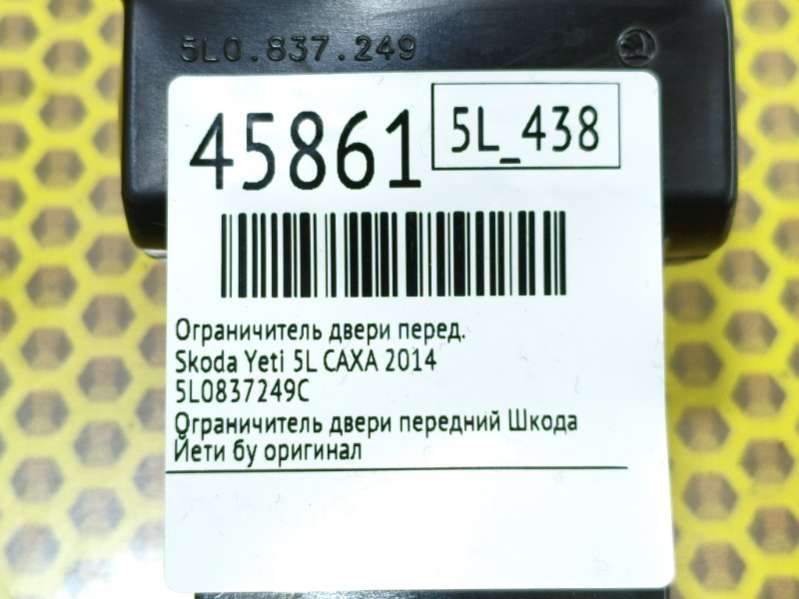 5L0.837.249
45861
5L_438
Ограничитель двери перед.
Skoda Yeti 5L CAXA 2014
5L0837249C
Ограничитель двери передний Шкода
Йети бу оригинал